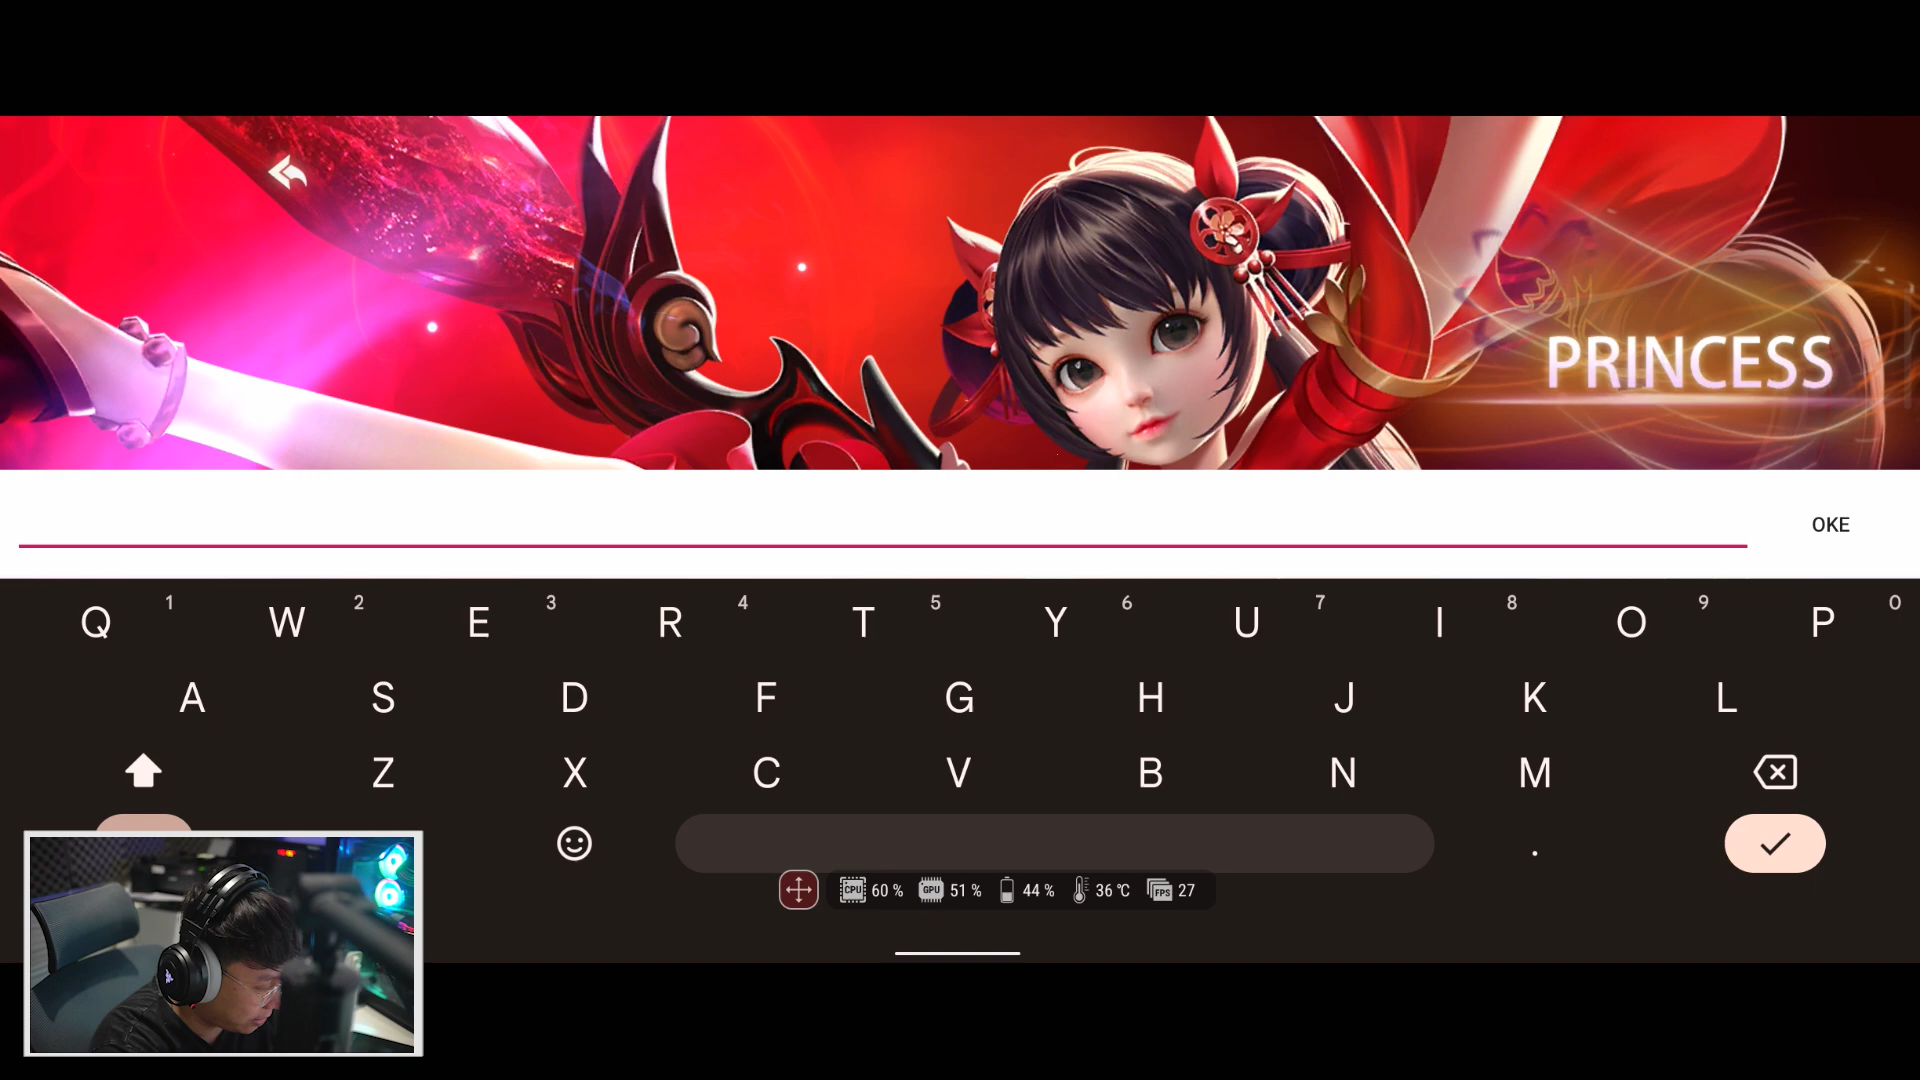 PRINCESS
OKE
Q 1 W 2 E 3 R 4 T 5 Y 6 U 7 I 8 O 9 P 0
A S D F G H J K L
Z X C V B N M
.
CPU 60 % GPU 51 % 44 % 36 °C FPS 27